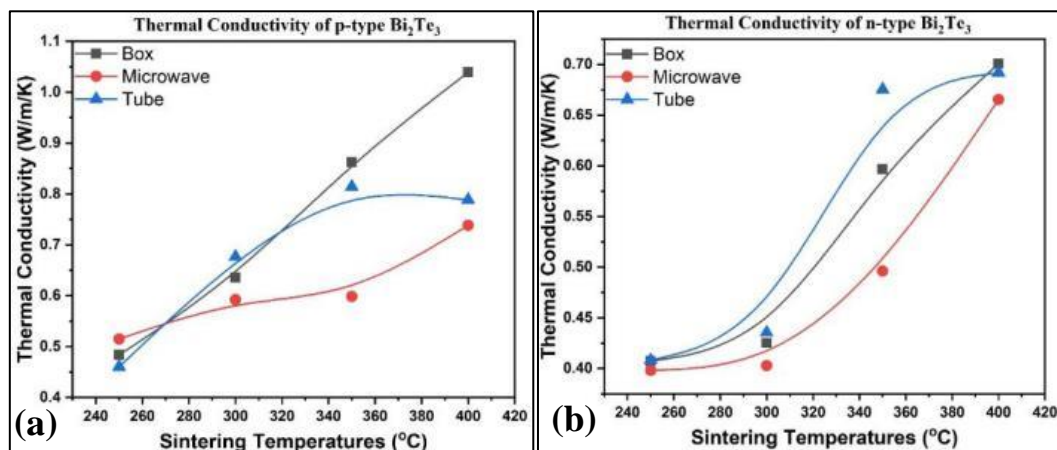 Thermal Conductivity of p-type Bi₂Te₃
1.1
1.0
0.9
0.8
0.7
0.6
0.5
0.4
Thermal Conductivity (W/m/K)
Box
Microwave
Tube
240 260 280 300 320 340 360 380 400 420
Sintering Temperatures (°C)
(a)
Thermal Conductivity of n-type Bi₂Te₃
0.70
0.65
0.60
0.55
0.50
0.45
0.40
Thermal Conductivity (W/m/K)
Box
Microwave
Tube
240 260 280 300 320 340 360 380 400 420
Sintering Temperatures (°C)
(b)